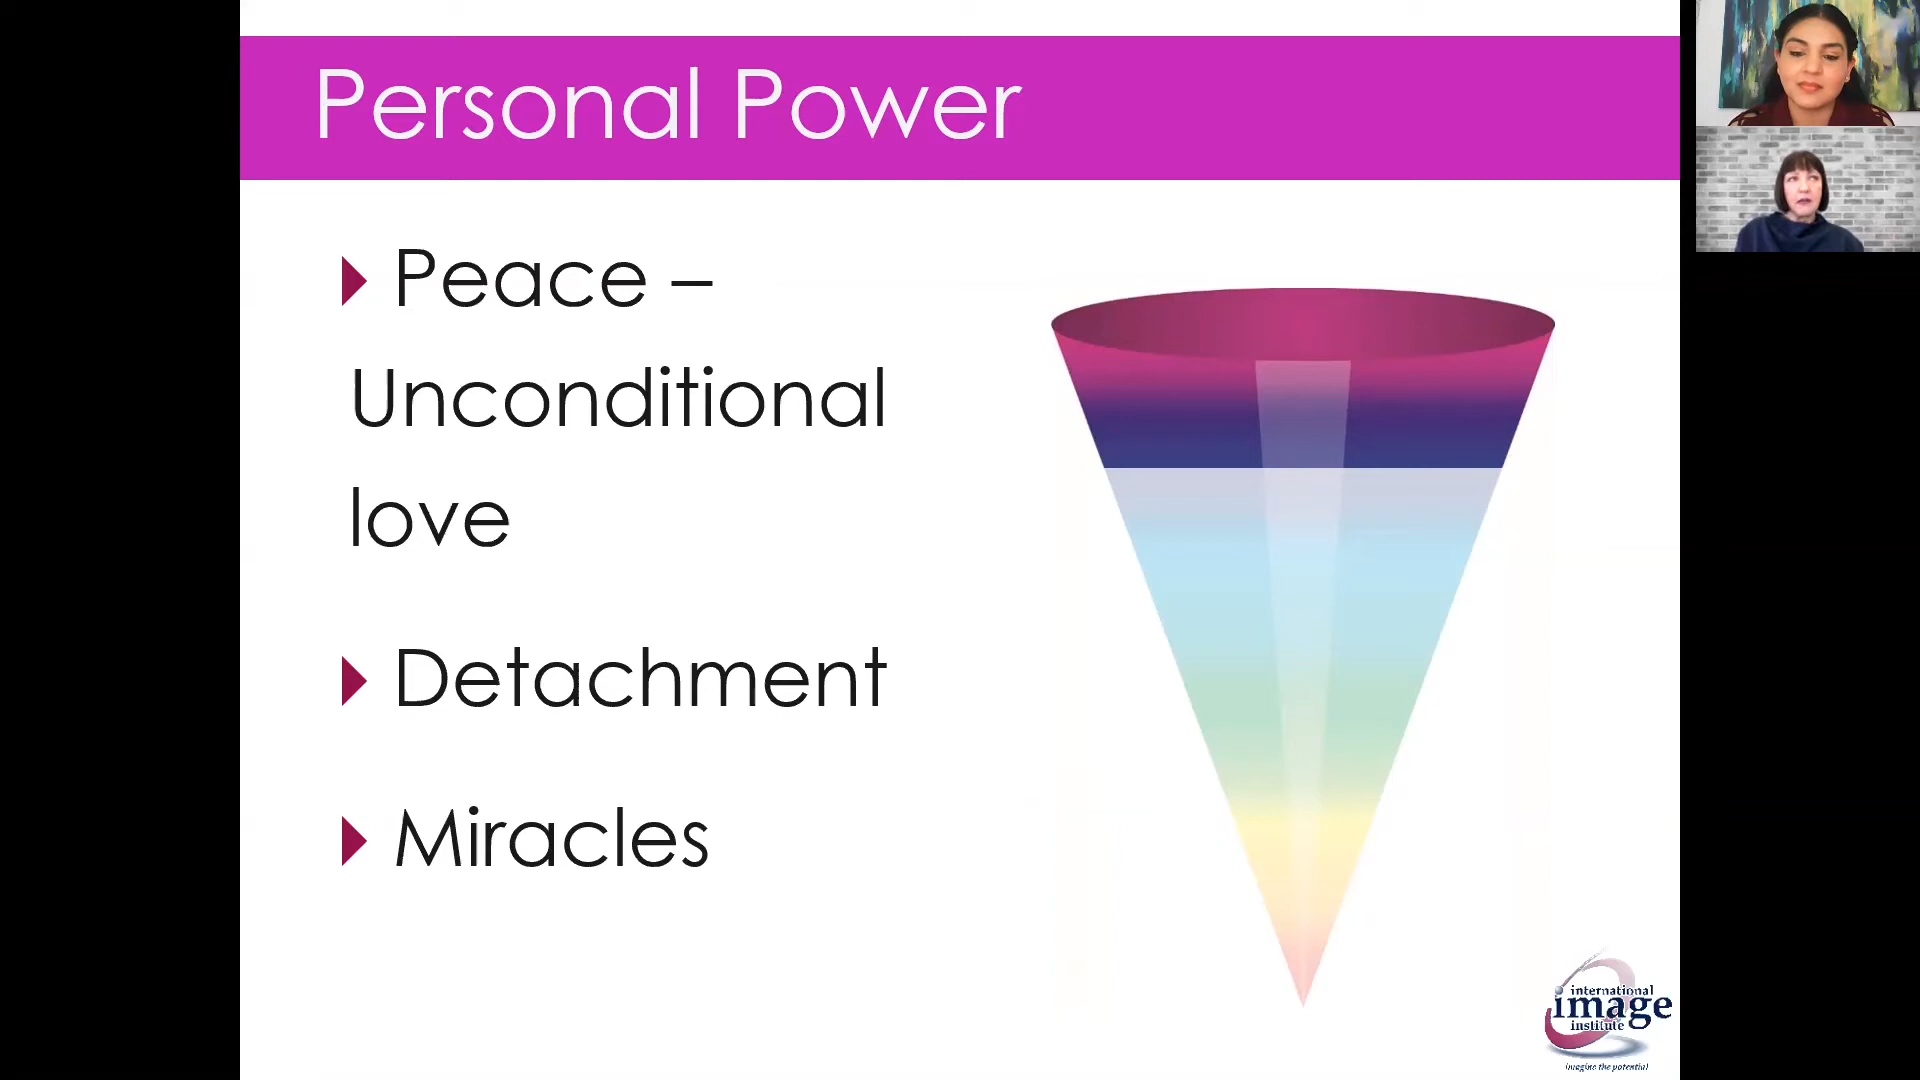 Personal Power
Peace –
Unconditional
love
Detachment
Miracles
international
image
institute
imagine the potential